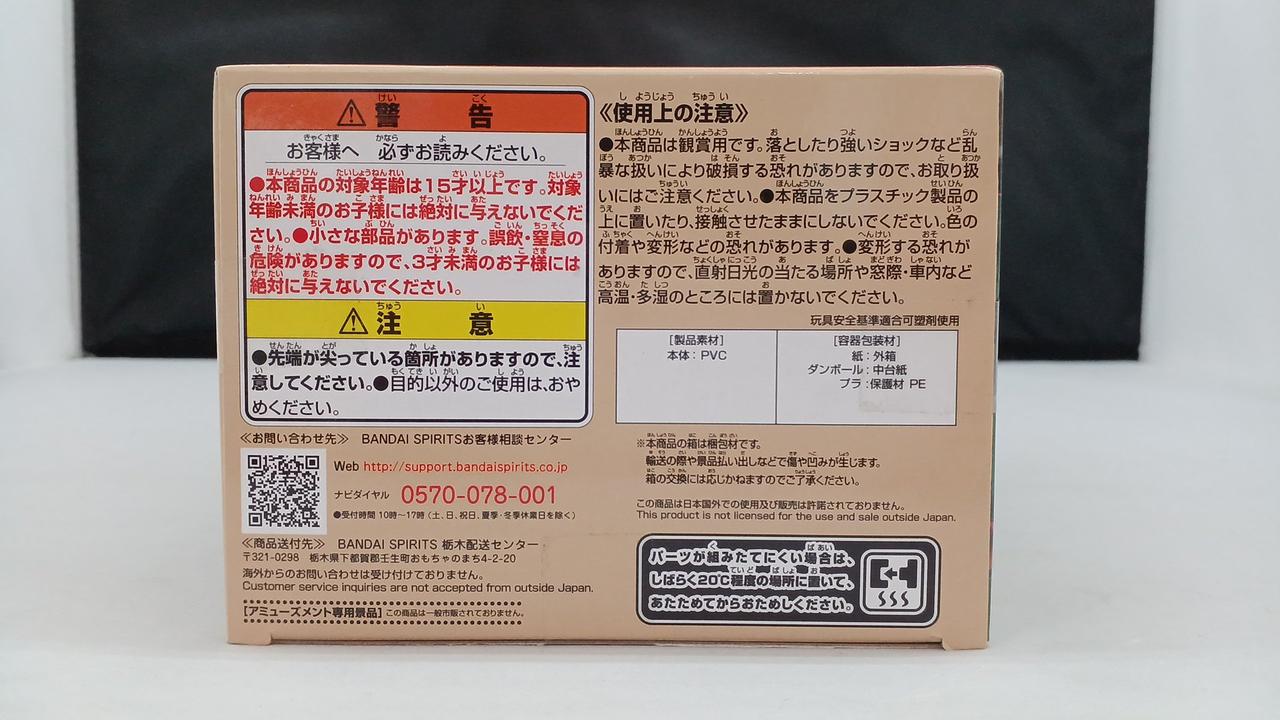 警告
お客様へ 必ずお読みください。
●本商品の対象年齢は15才以上です。対象
年齢未満のお子様には絶対に与えないでくだ
さい。●小さな部品があります。誤飲・窒息の
危険がありますので、3才未満のお子様には
絶対に与えないでください。
注意
●先端が尖っている箇所がありますので、注
意してください。●目的以外のご使用は、おや
めください。
≪お問い合わせ先≫ BANDAI SPIRITSお客様相談センター
Web http://support.bandaispirits.co.jp
ナビダイヤル 0570-078-001
●受付時間 10時〜17時(土、日、祝日、夏季・冬季休業日を除く)
≪商品送付先≫ BANDAI SPIRITS 栃木配送センター
〒321-0298 栃木県下都賀郡壬生町おもちゃのまち4-2-20
海外からのお問い合わせは受け付けておりません。
Customer service inquiries are not accepted from outside Japan.
[アミューズメント専用景品] この商品は一般市販されておりません。
≪使用上の注意≫
●本商品は観賞用です。落としたり強いショックなど乱
暴な扱いにより破損する恐れがありますので、お取り扱
いにはご注意ください。●本商品をプラスチック製品の
上に置いたり、接触させたままにしないでください。色の
付着や変形などの恐れがあります。●変形する恐れが
ありますので、直射日光の当たる場所や窓際・車内など
高温・多湿のところには置かないでください。
玩具安全基準適合可塑剤使用
[製品素材]
本体:PVC
[容器包装材]
紙:外箱
ダンボール:中台紙
プラ:保護材 PE
※本商品の箱は梱包材です。
輸送の際や景品払い出しなどで傷や凹みが生じます。
箱の交換には応じかねますのでご了承ください。
この商品は日本国外での使用及び販売は許諾されておりません。
This product is not licensed for the use and sale outside Japan.
パーツが組みたてにくい場合は、
しばらく20℃程度の場所に置いて、
あたためてからおためしください。